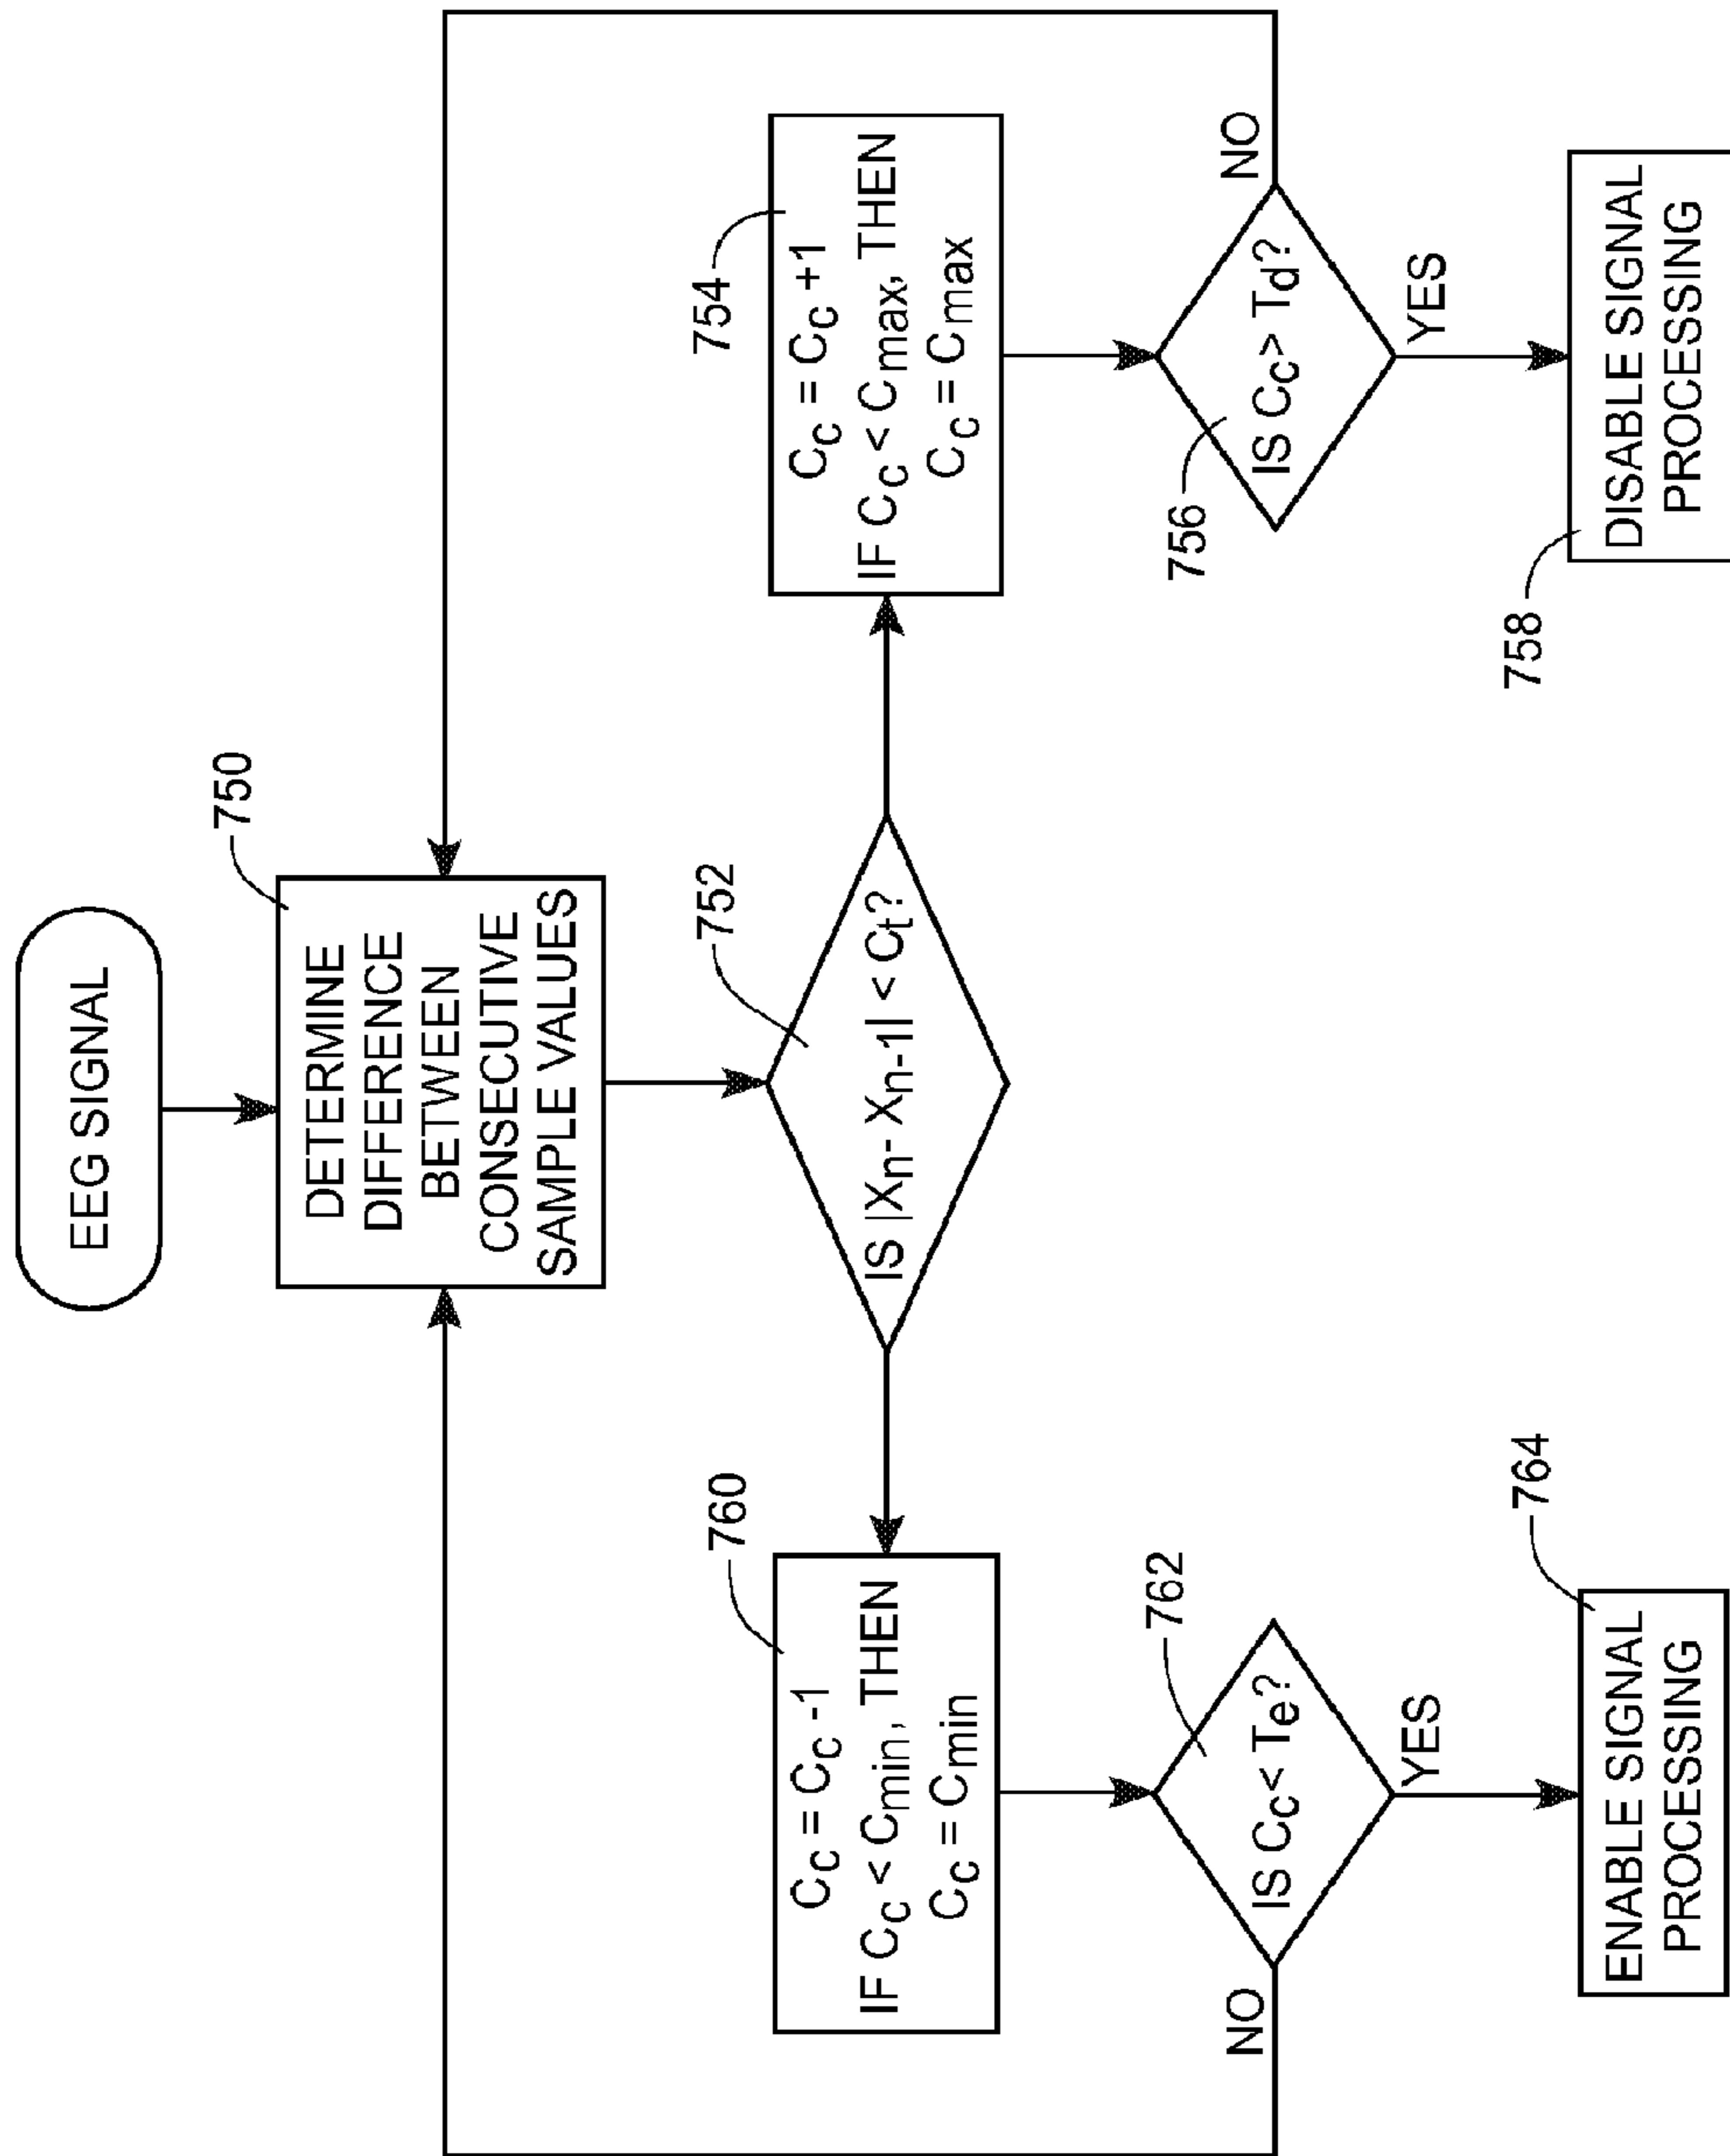 EEG SIGNAL
750
DETERMINE
DIFFERENCE
BETWEEN
CONSECUTIVE
SAMPLE VALUES
752
IS |Xn- Xn-1| < Ct?
760
Cc = Cc -1
IF Cc < Cmin, THEN
Cc = Cmin
754
Cc = Cc +1
IF Cc < Cmax, THEN
Cc = Cmax
762
IS Cc < Te?
NO
YES
756
IS Cc > Td?
NO
YES
764
ENABLE SIGNAL
PROCESSING
758
DISABLE SIGNAL
PROCESSING